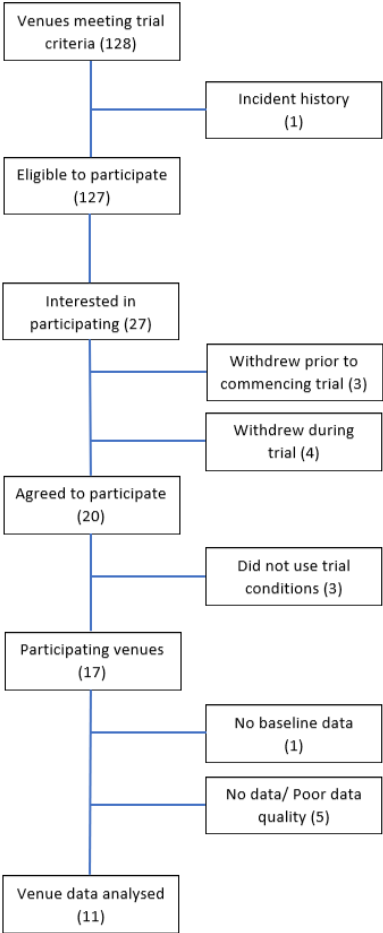 Venues meeting trial
criteria (128)
Incident history
(1)
Eligible to participate
(127)
Interested in
participating (27)
Withdrew prior to
commencing trial (3)
Withdrew during
trial (4)
Agreed to participate
(20)
Did not use trial
conditions (3)
Participating venues
(17)
No baseline data
(1)
No data/ Poor data
quality (5)
Venue data analysed
(11)